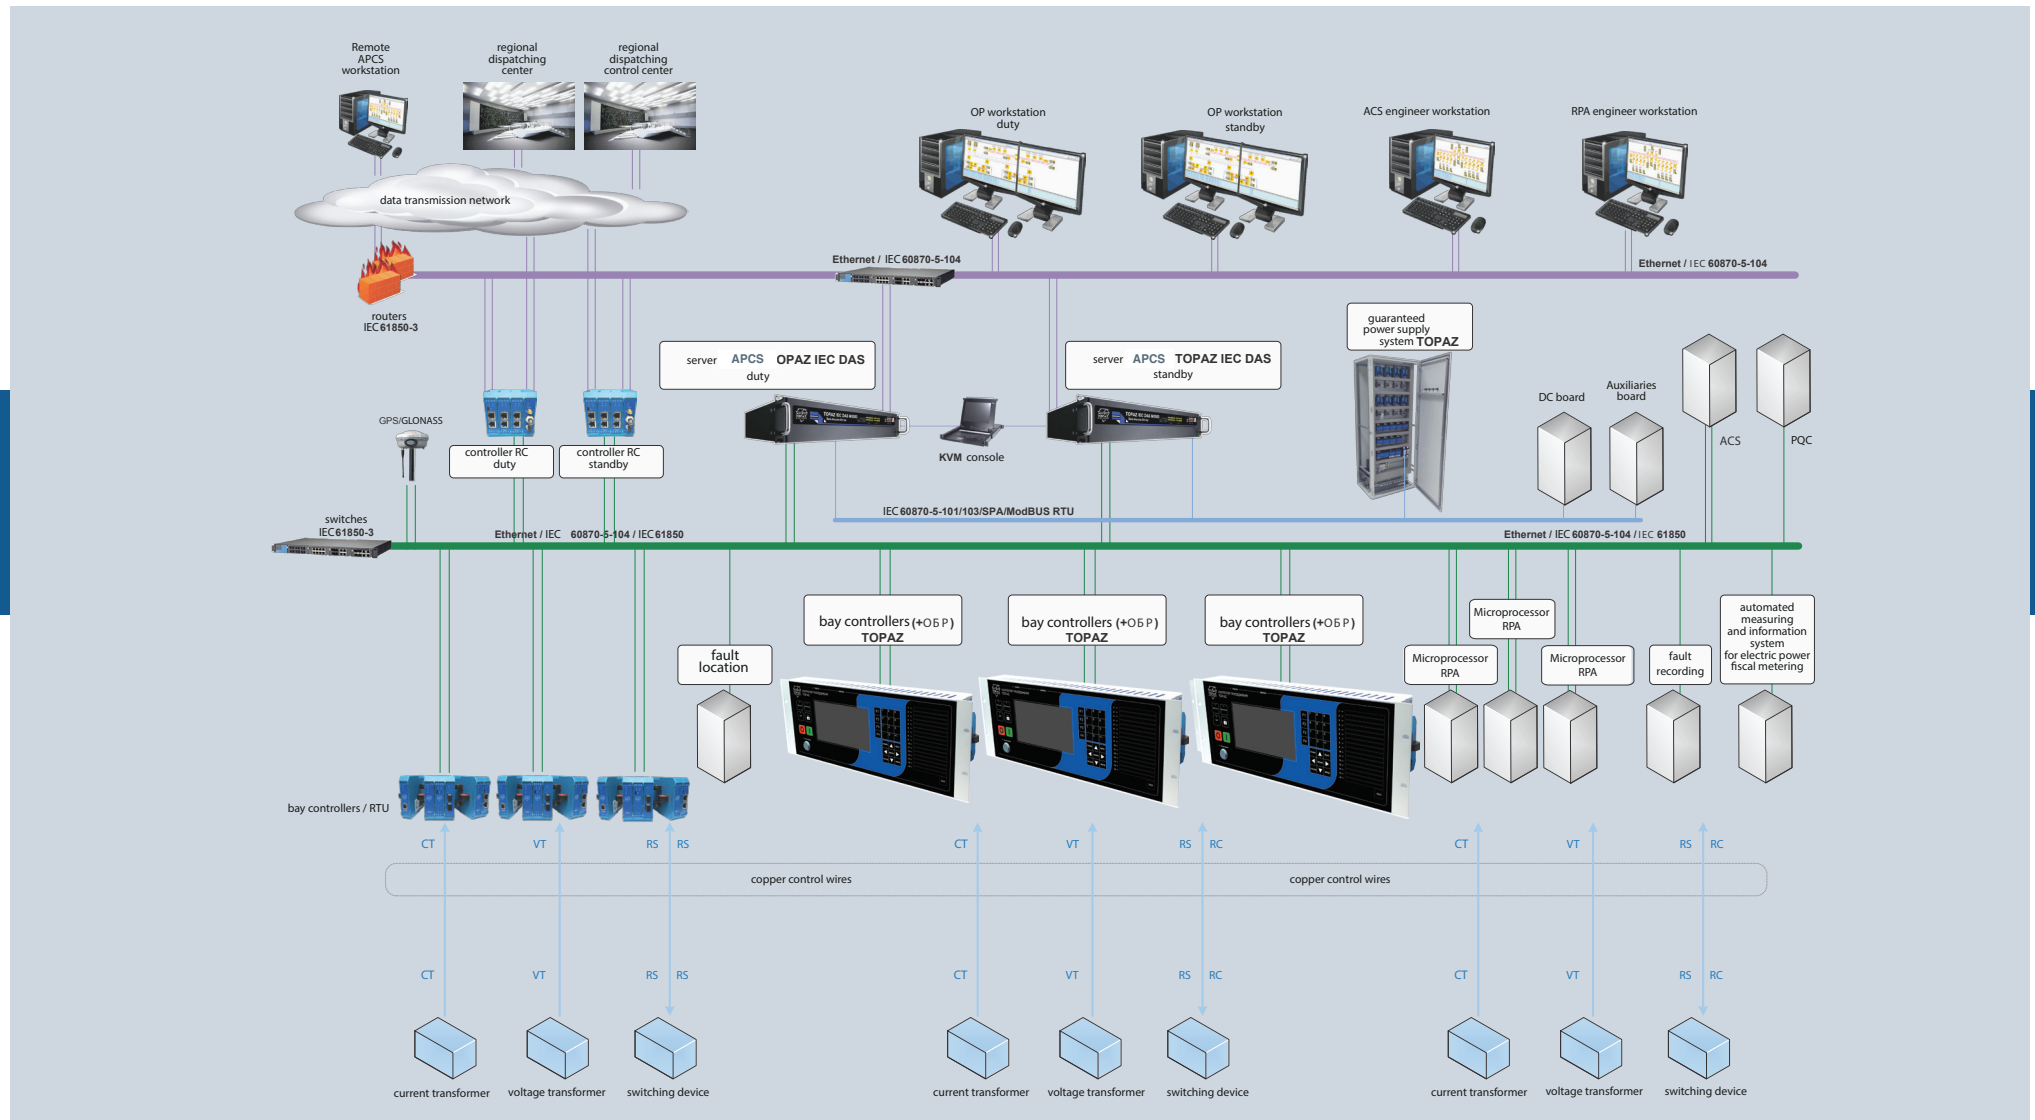 Remote
APCS
workstation
regional
dispatching
center
regional
dispatching
control center
data transmission network
OP workstation
duty
OP workstation
standby
ACS engineer workstation
RPA engineer workstation
Ethernet / IEC 60870-5-104
Ethernet / IEC 60870-5-104
routers
IEC 61850-3
server APCS OPAZ IEC DAS
duty
server APCS TOPAZ IEC DAS
standby
guaranteed
power supply
system TOPAZ
DC board
Auxiliaries
board
ACS
PQC
GPS/GLONASS
controller RC
duty
controller RC
standby
KVM console
switches
IEC 61850-3
IEC 60870-5-101/103/SPA/ModBUS RTU
Ethernet / IEC 60870-5-104 / IEC 61850
Ethernet / IEC 60870-5-104 / IEC 61850
fault
location
bay controllers (+ОБР)
TOPAZ
bay controllers (+ОБР)
TOPAZ
bay controllers (+ОБР)
TOPAZ
Microprocessor
RPA
Microprocessor
RPA
Microprocessor
RPA
fault
recording
automated
measuring
and information
system
for electric power
fiscal metering
bay controllers / RTU
CT VT RS RS CT VT RS RC CT VT RS RC
copper control wires copper control wires
CT VT RS RS CT VT RS RC CT VT RS RC
current transformer voltage transformer switching device current transformer voltage transformer switching device current transformer voltage transformer switching device